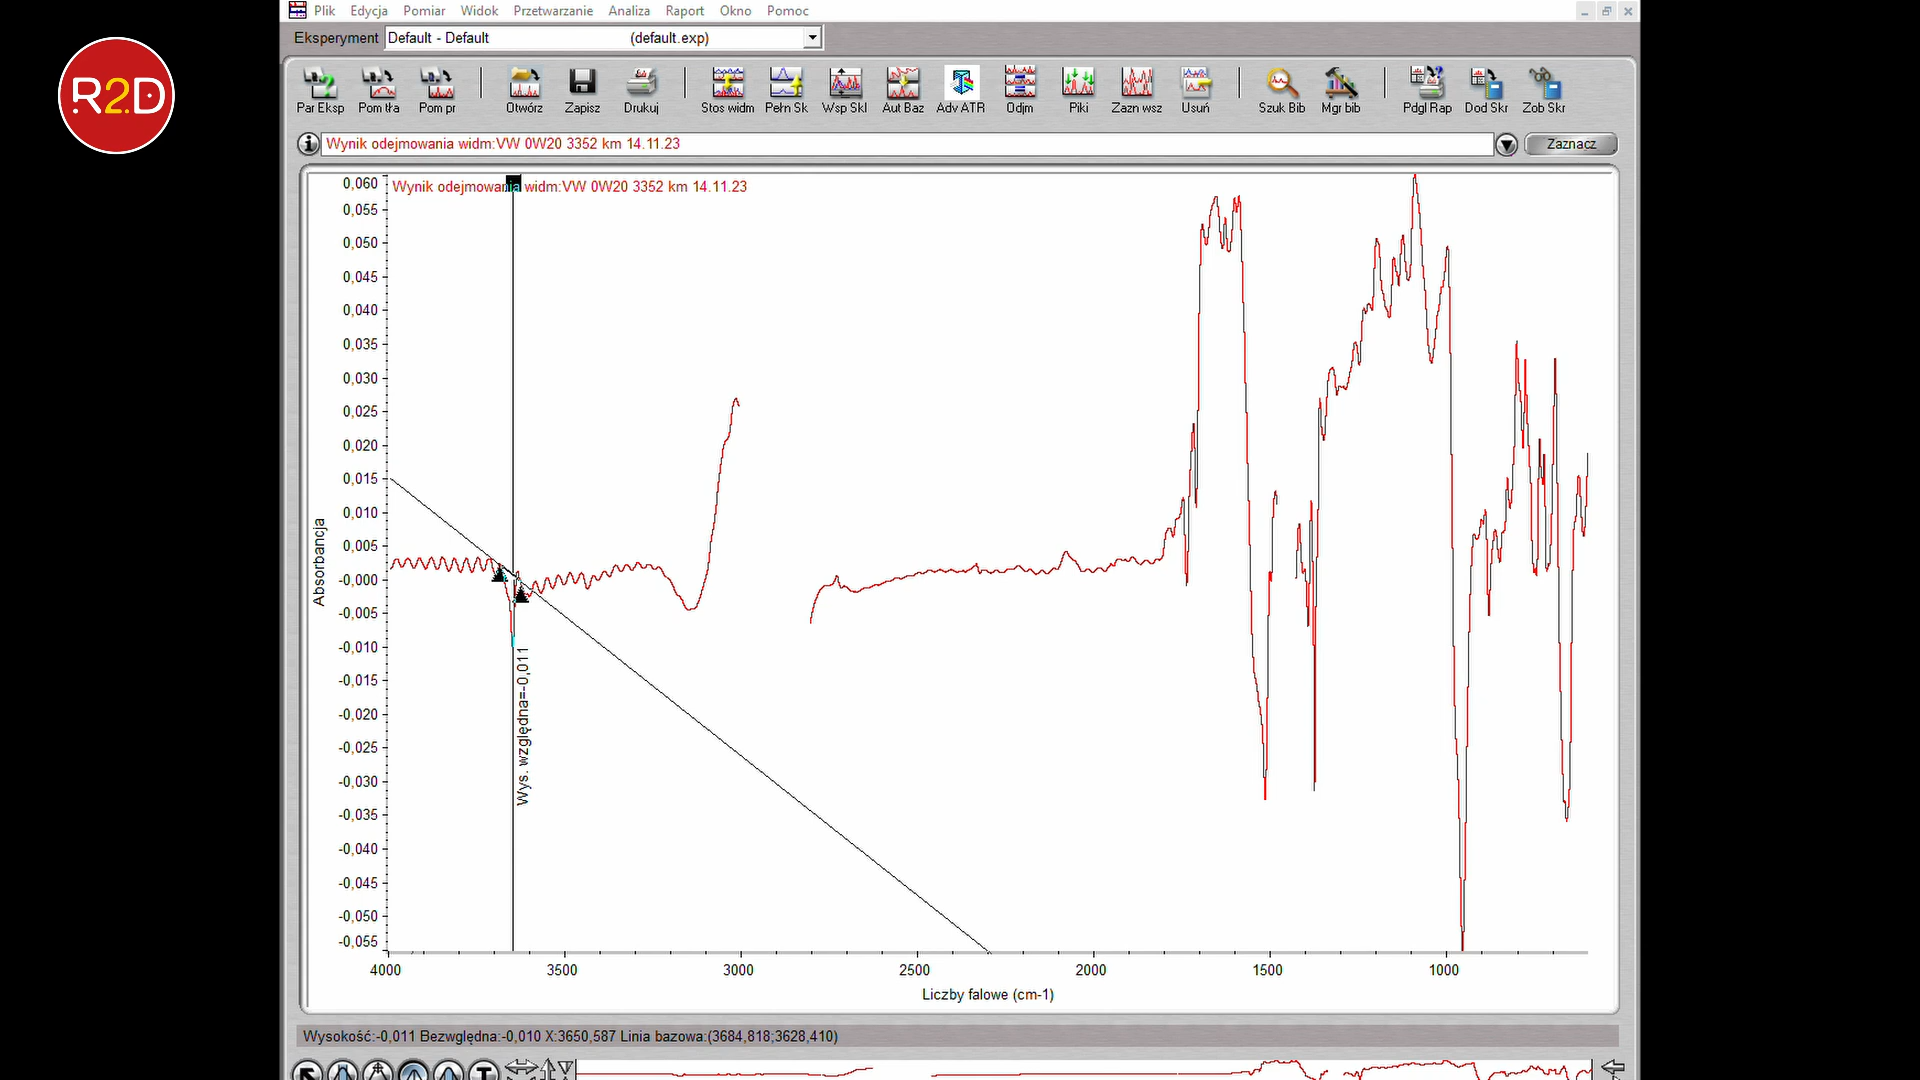 R2D
Plik Edycja Pomiar Widok Przetwarzanie Analiza Raport Okno Pomoc
Eksperyment Default - Default (default.exp)
Par Eksp Pom tła Pom pr Otwórz Zapisz Drukuj Stos widm Pełn Sk Wsp Skl Aut Baz Adv ATR Odjm Piki Zazn wsz Usuń Szuk Bib Mgr bib Pdgl Rap Dod Skr Zob Skr
Wynik odejmowania widm:VW 0W20 3352 km 14.11.23 Zaznacz
Wynik odejmowania widm:VW 0W20 3352 km 14.11.23
0,060
0,055
0,050
0,045
0,040
0,035
0,030
0,025
0,020
0,015
0,010
0,005
-0,000
-0,005
-0,010
-0,015
-0,020
-0,025
-0,030
-0,035
-0,040
-0,045
-0,050
-0,055
Absorbancja
Wys. względna=-0,011
4000 3500 3000 2500 2000 1500 1000
Liczby falowe (cm-1)
Wysokość:-0,011 Bezwględna:-0,010 X:3650,587 Linia bazowa:(3684,818;3628,410)
T